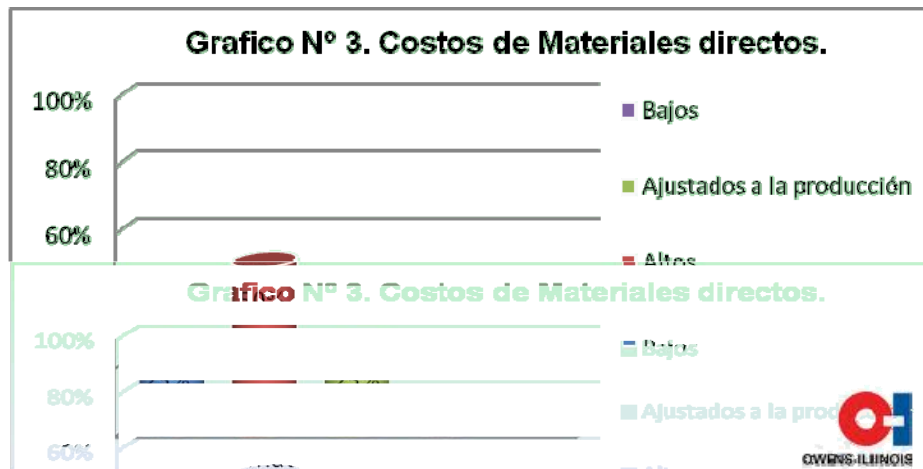 Grafico Nº 3. Costos de Materiales directos.
100%
80%
60%
Bajos
Ajustados a la producción
Altos
Grafico Nº 3. Costos de Materiales directos.
100%
80%
60%
Bajos
Ajustados a la
OWENS-ILLINOIS